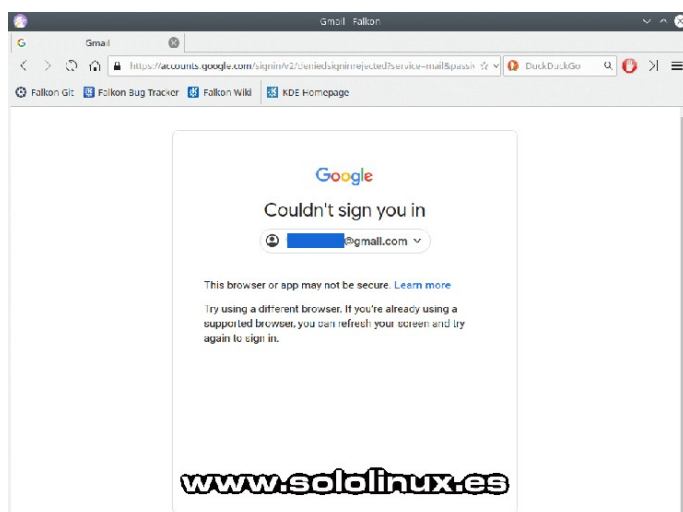 Gmail - Falkon
G Gmail
https://accounts.google.com/signin/v2/deniedsigninrejected?service=mail&passiv
DuckDuckGo
Falkon Git Falkon Bug Tracker Falkon Wiki KDE Homepage
Google
Couldn't sign you in
@gmail.com
This browser or app may not be secure. Learn more
Try using a different browser. If you're already using a
supported browser, you can refresh your screen and try
again to sign in.
www.sololinux.es